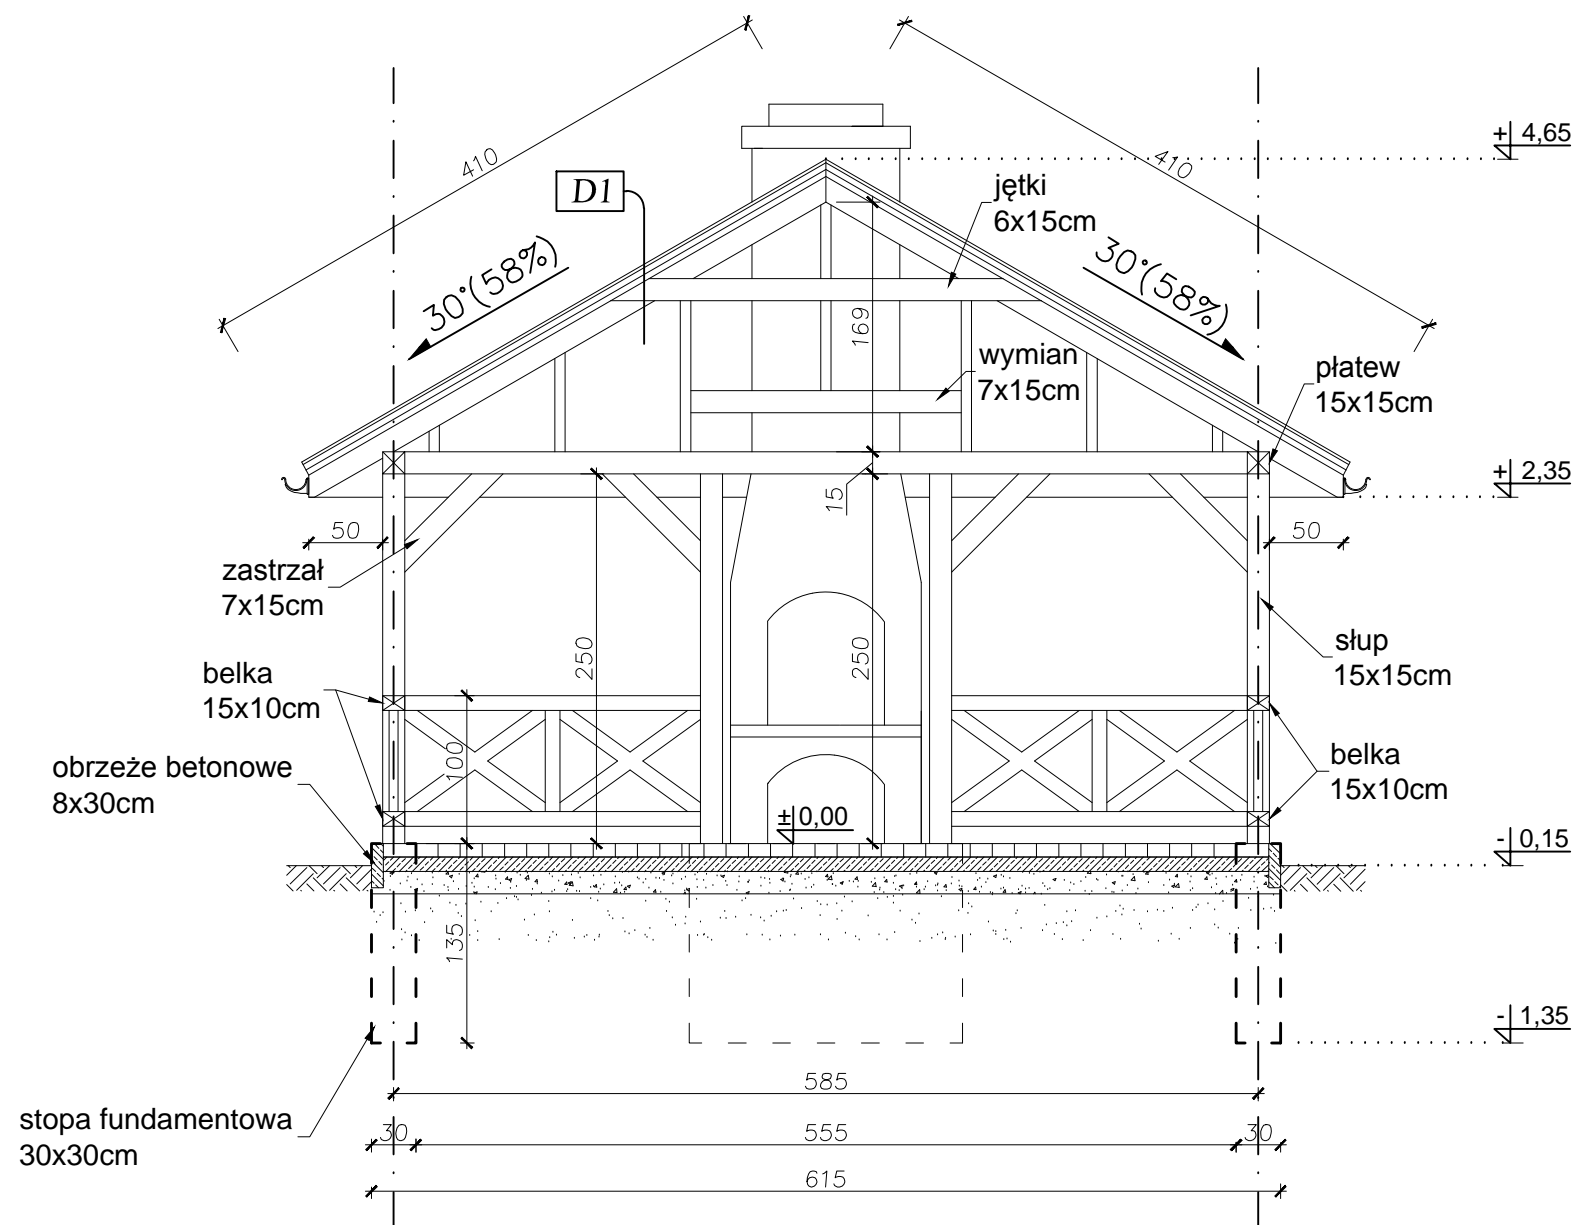 410
410
+ 4,65
D1
jętki
6x15cm
30°(58%)
30°(58%)
169
wymian
7x15cm
płatew
15x15cm
+ 2,35
15
50
50
zastrzał
7x15cm
250
250
słup
15x15cm
belka
15x10cm
100
belka
15x10cm
obrzeże betonowe
8x30cm
± 0,00
- 0,15
135
- 1,35
585
stopa fundamentowa
30x30cm
30
555
30
615